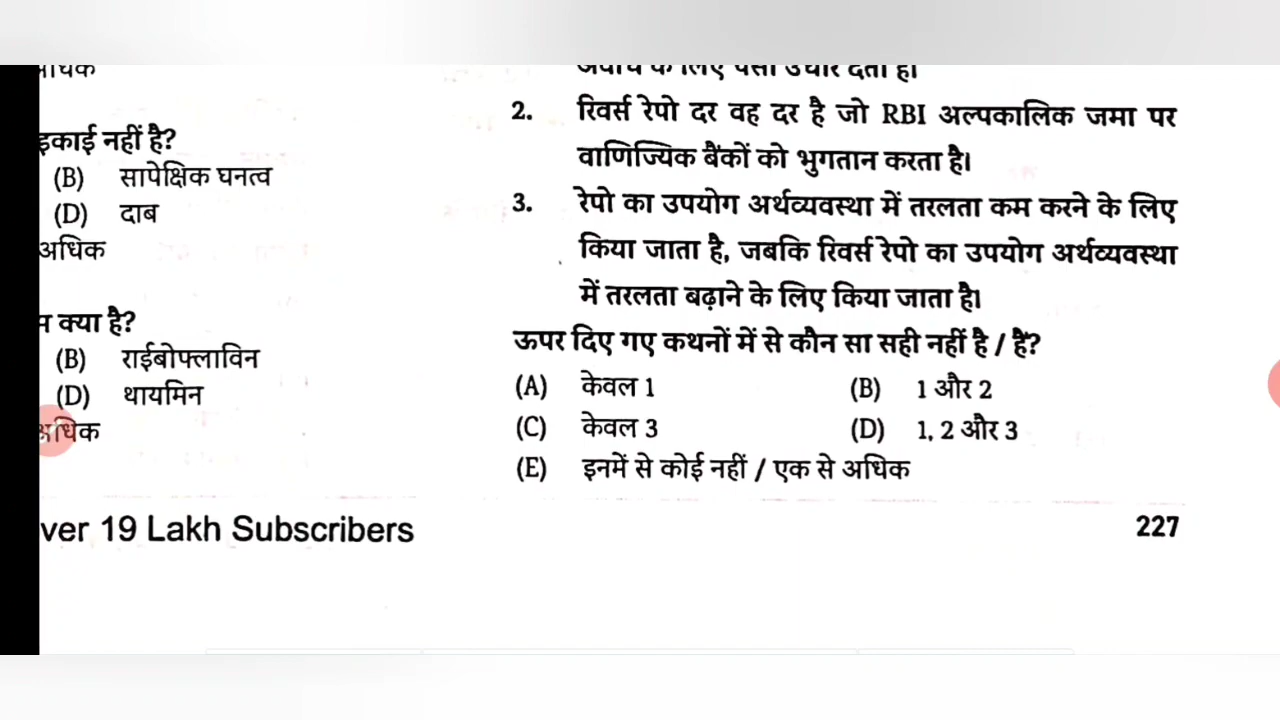 अधिक
इकाई नहीं है?
(B) सापेक्षिक घनत्व
(D) दाब
अधिक
क्या है?
(B) राईबोफ्लाविन
(D) थायमिन
अधिक
के लिए पैसा उधार देता है।
2. रिवर्स रेपो दर वह दर है जो RBI अल्पकालिक जमा पर
वाणिज्यिक बैंकों को भुगतान करता है।
3. रेपो का उपयोग अर्थव्यवस्था में तरलता कम करने के लिए
किया जाता है, जबकि रिवर्स रेपो का उपयोग अर्थव्यवस्था
में तरलता बढ़ाने के लिए किया जाता है।
ऊपर दिए गए कथनों में से कौन सा सही नहीं है / हैं?
(A) केवल 1 (B) 1 और 2
(C) केवल 3 (D) 1, 2 और 3
(E) इनमें से कोई नहीं / एक से अधिक
ver 19 Lakh Subscribers
227